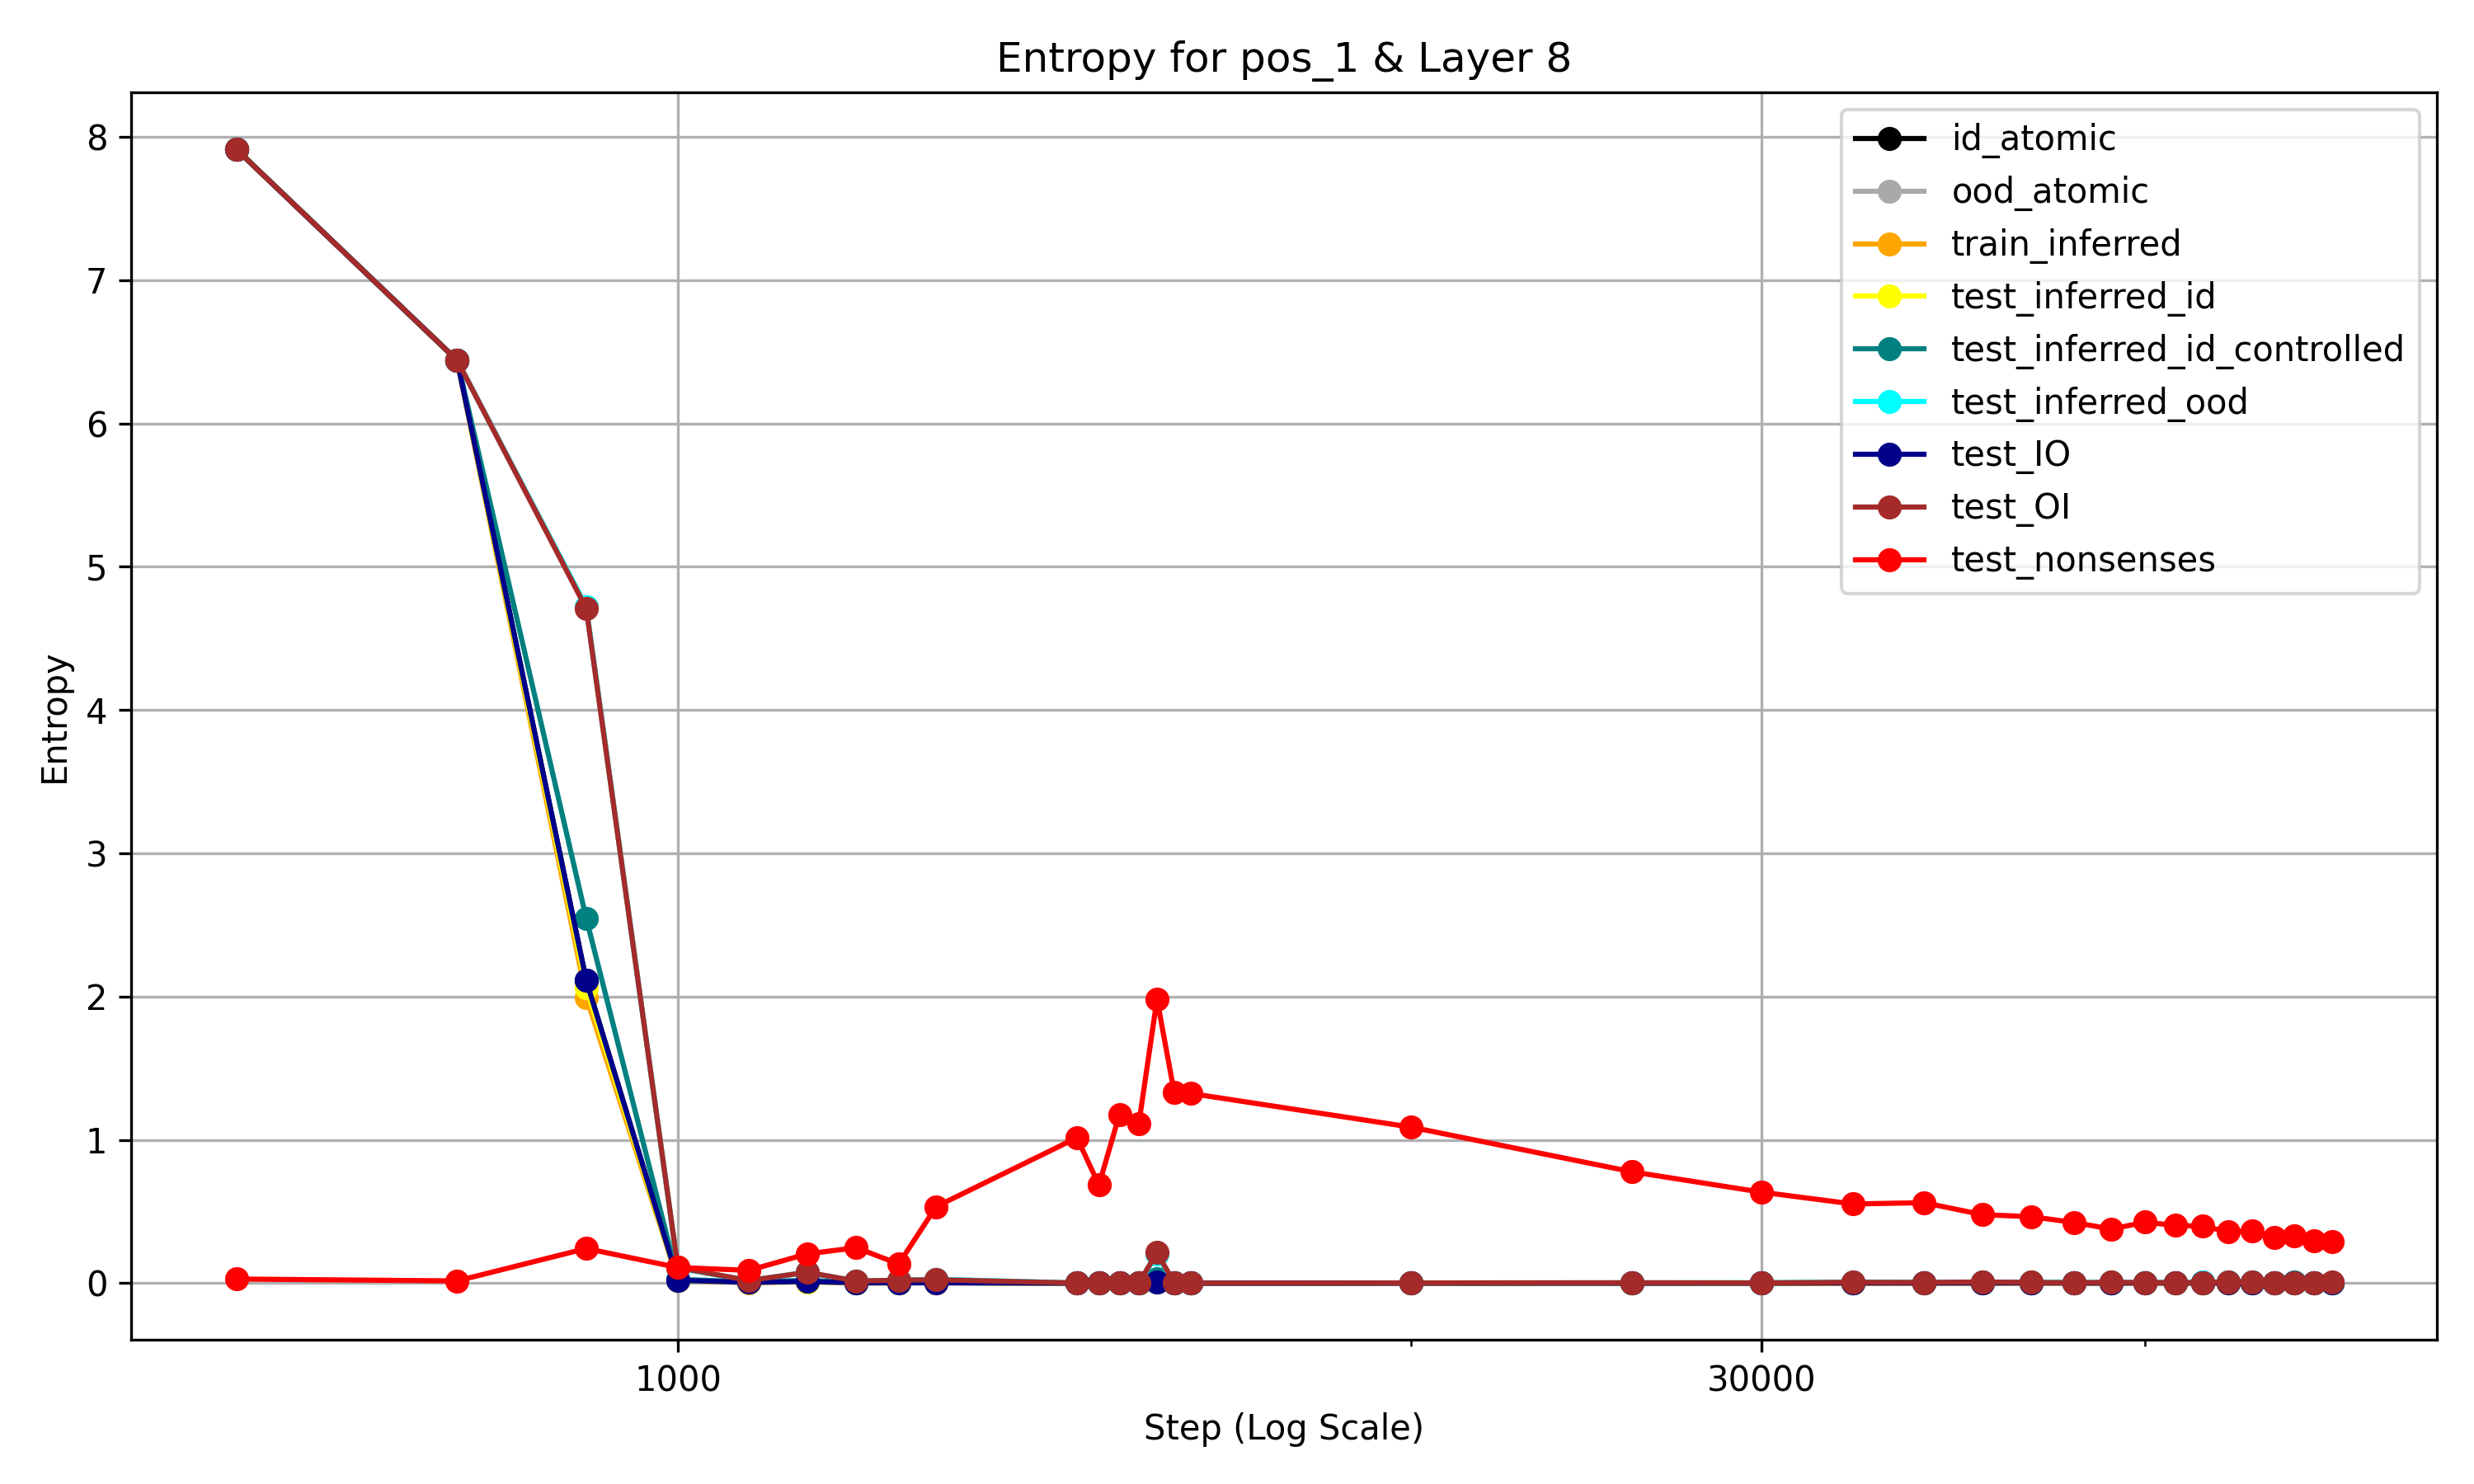 Entropy for pos_1 & Layer 8
8
7
6
5
4
3
2
1
0
Entropy
1000
30000
Step (Log Scale)
id_atomic
ood_atomic
train_inferred
test_inferred_id
test_inferred_id_controlled
test_inferred_ood
test_IO
test_OI
test_nonsenses